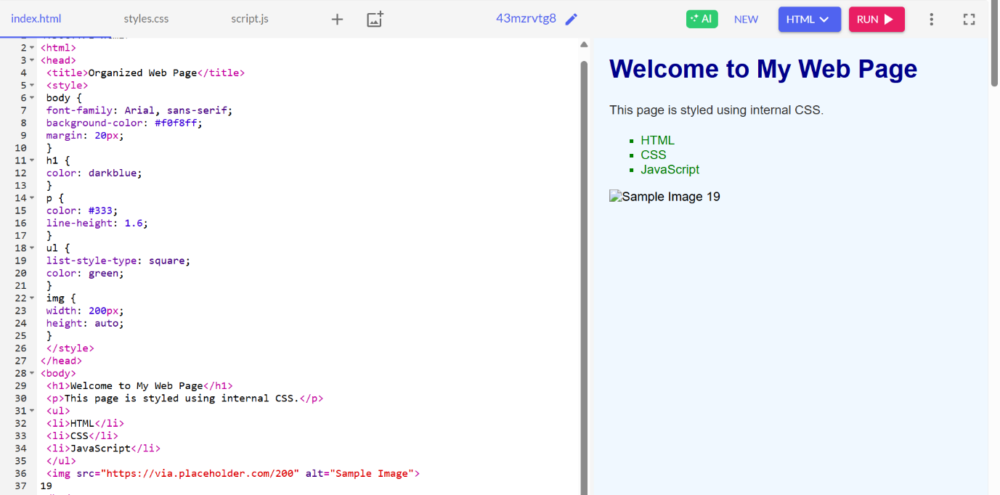 index.html styles.css script.js 43mzrvtg8 AI NEW HTML RUN
2 <html>
3 <head>
4 <title>Organized Web Page</title>
5 <style>
6 body {
7 font-family: Arial, sans-serif;
8 background-color: #f0f8ff;
9 margin: 20px;
10 }
11 h1 {
12 color: darkblue;
13 }
14 p {
15 color: #333;
16 line-height: 1.6;
17 }
18 ul {
19 list-style-type: square;
20 color: green;
21 }
22 img {
23 width: 200px;
24 height: auto;
25 }
26 </style>
27 </head>
28 <body>
29 <h1>Welcome to My Web Page</h1>
30 <p>This page is styled using internal CSS.</p>
31 <ul>
32 <li>HTML</li>
33 <li>CSS</li>
34 <li>JavaScript</li>
35 </ul>
36 <img src="https://via.placeholder.com/200" alt="Sample Image">
37 19
Welcome to My Web Page
This page is styled using internal CSS.
HTML
CSS
JavaScript
Sample Image 19